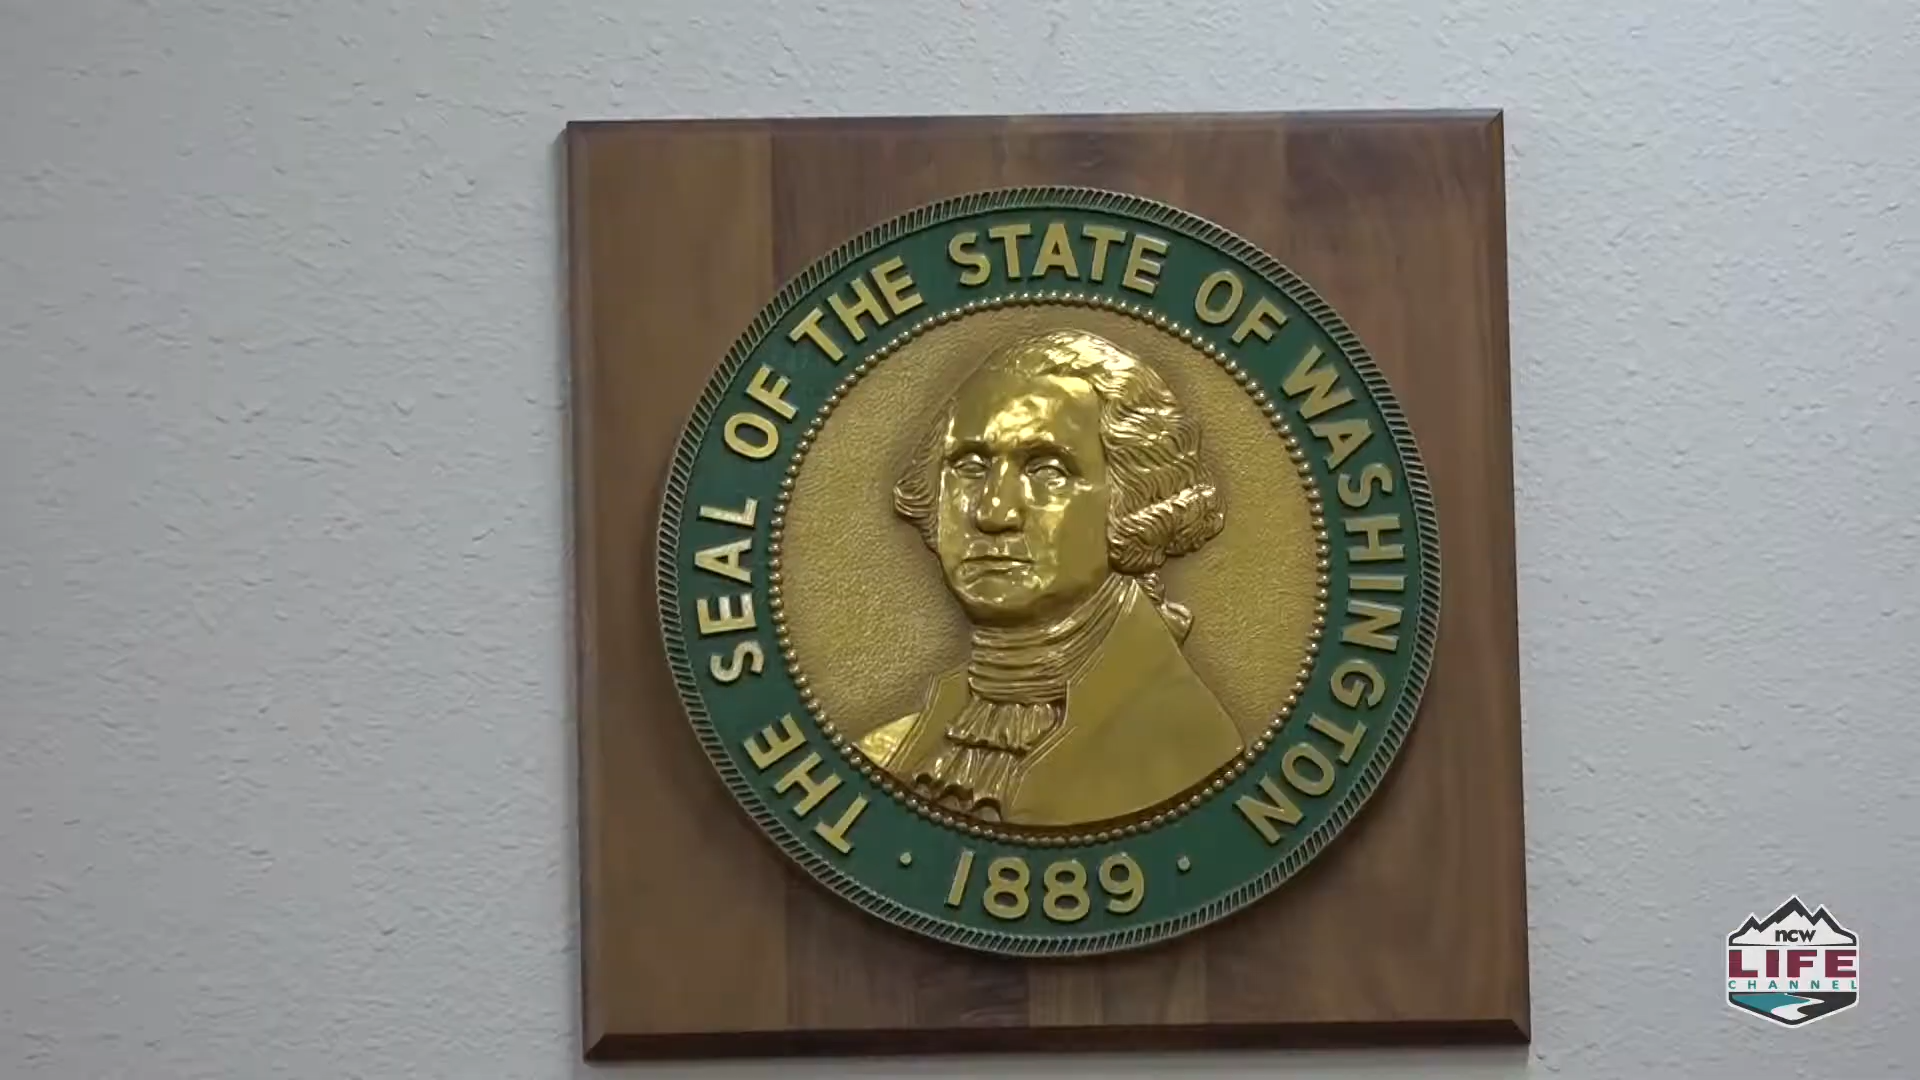 THE SEAL OF THE STATE OF WASHINGTON
· 1889 ·
ncw
LIFE
CHANNEL